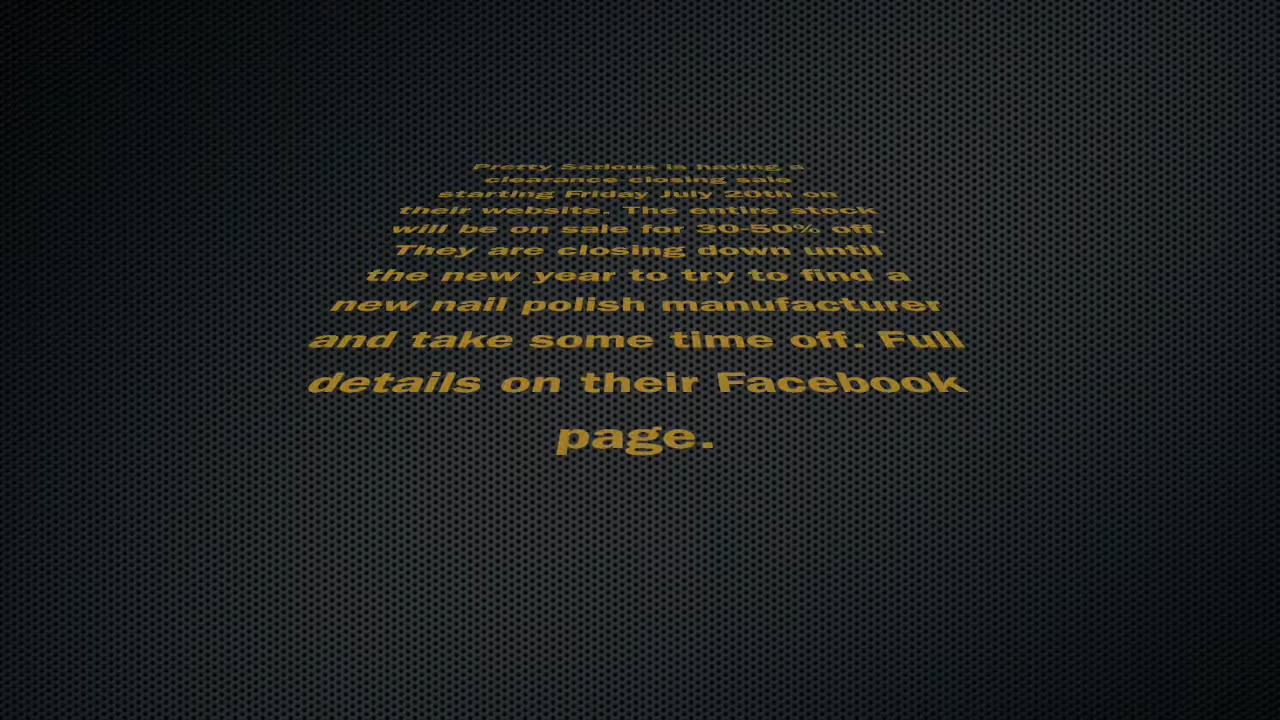 Pretty Serious is having a
clearance closing sale
starting Friday July 20th on
their website. The entire stock
will be on sale for 30-50% off.
They are closing down until
the new year to try to find a
new nail polish manufacturer
and take some time off. Full
details on their Facebook
page.